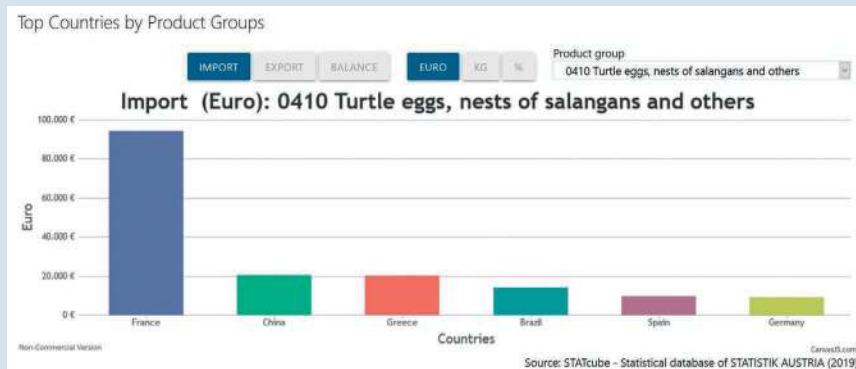 Top Countries by Product Groups
Product group
IMPORT EXPORT BALANCE EURO KG % 0410 Turtle eggs, nests of salangans and others
Import (Euro): 0410 Turtle eggs, nests of salangans and others
100.000 €
80.000 €
60.000 €
40.000 €
20.000 €
0 €
Euro
France China Greece Brazil Spain Germany
Countries
Non-Commercial Version CanvasJS.com
Source: STATcube - Statistical database of STATISTIK AUSTRIA (2019)